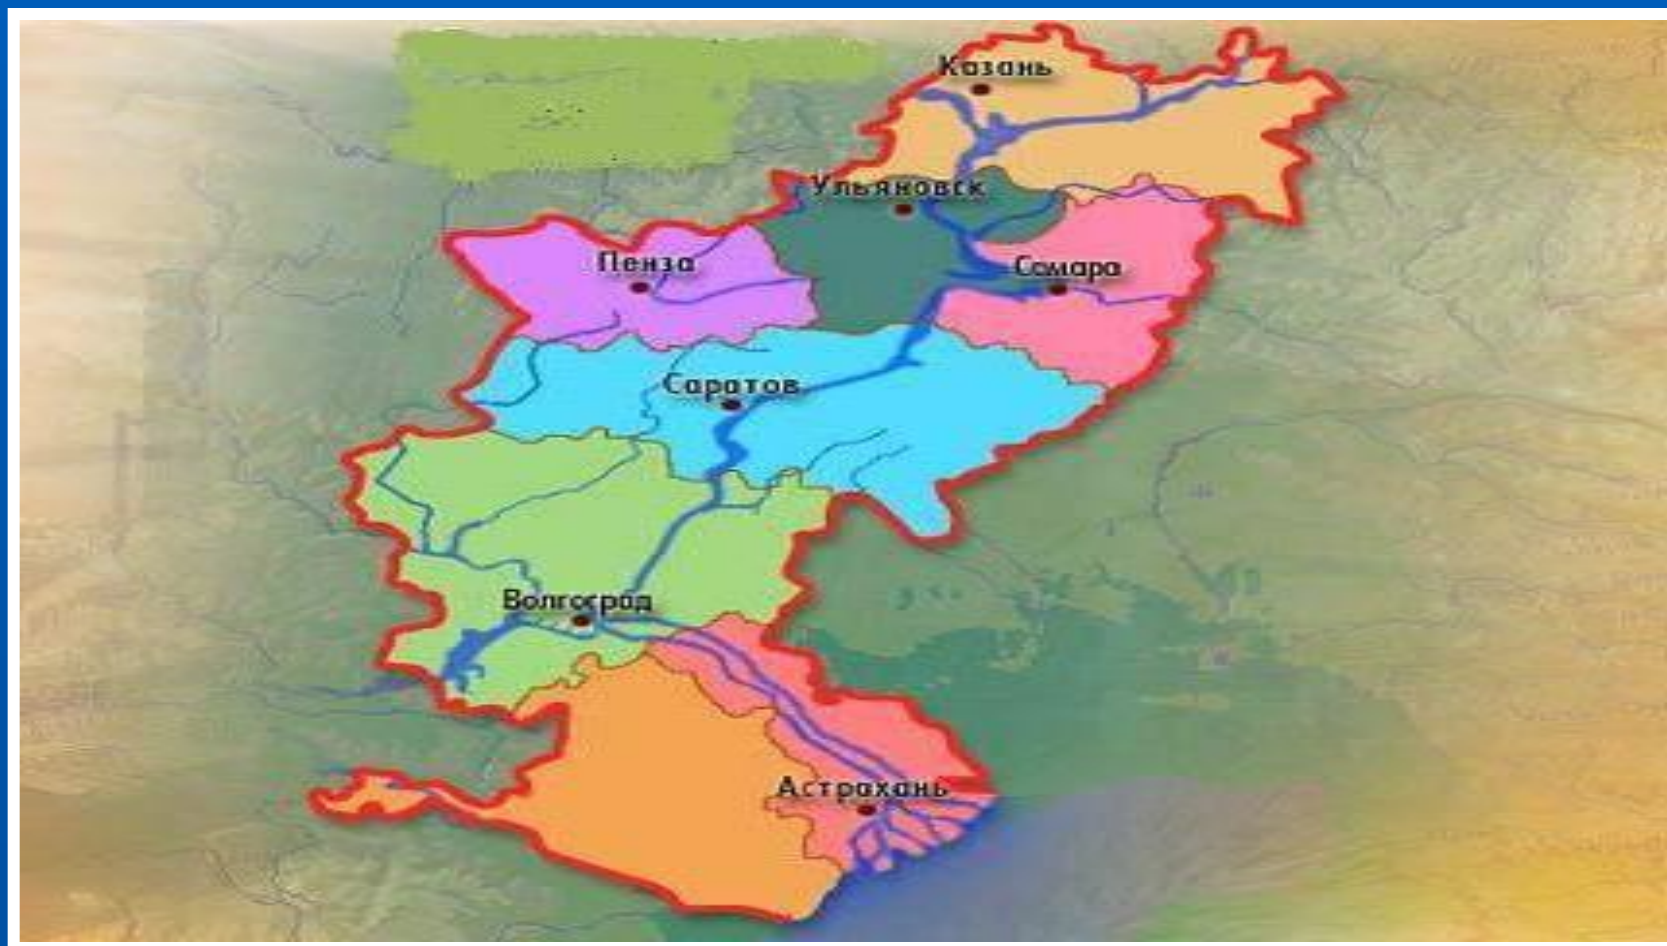 Казань
Ульяновск
Пенза
Самара
Саратов
Волгоград
Астрахань